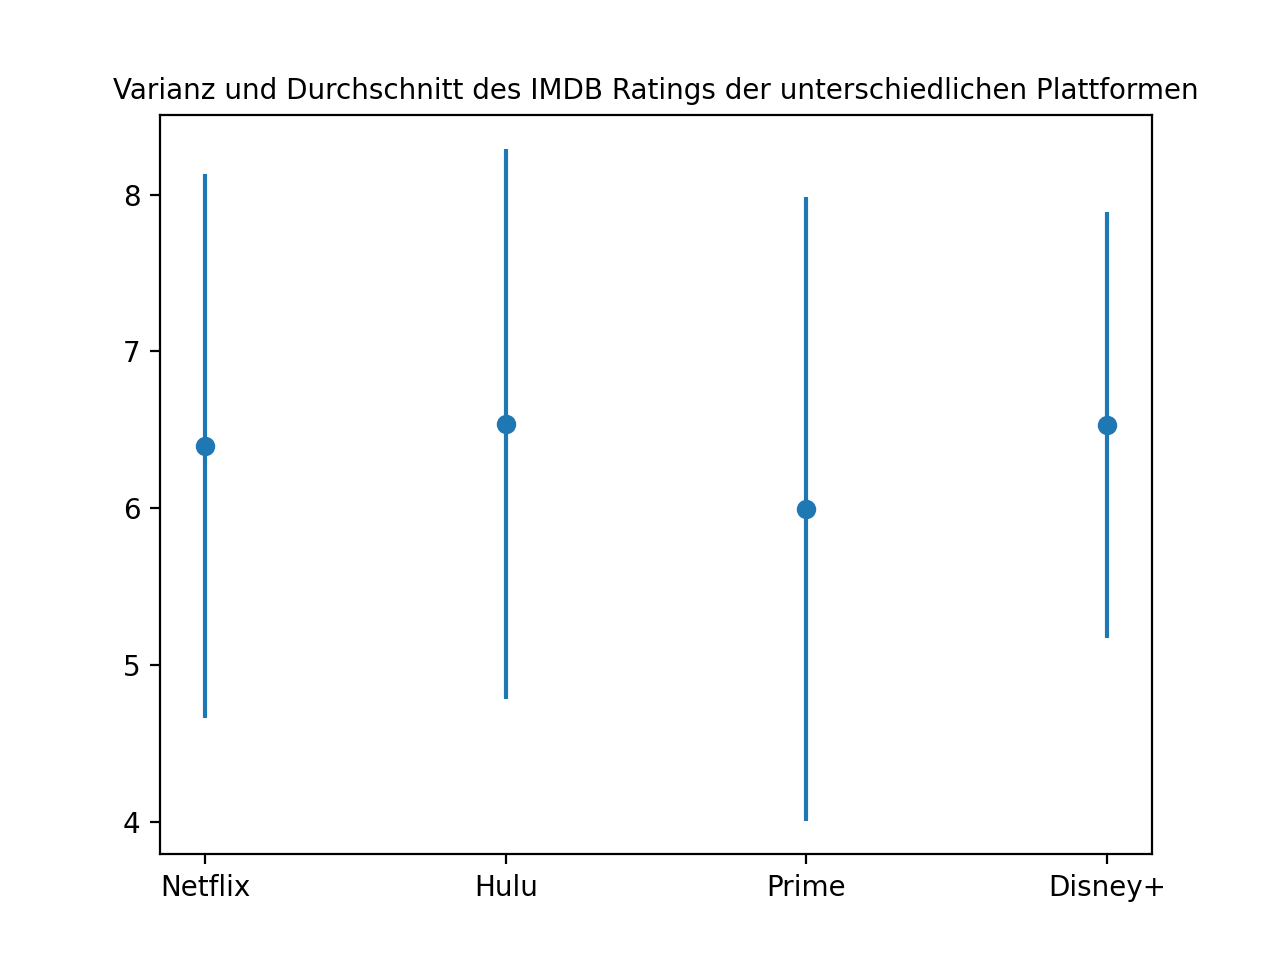 Varianz und Durchschnitt des IMDB Ratings der unterschiedlichen Plattformen
8
7
6
5
4
Netflix Hulu Prime Disney+